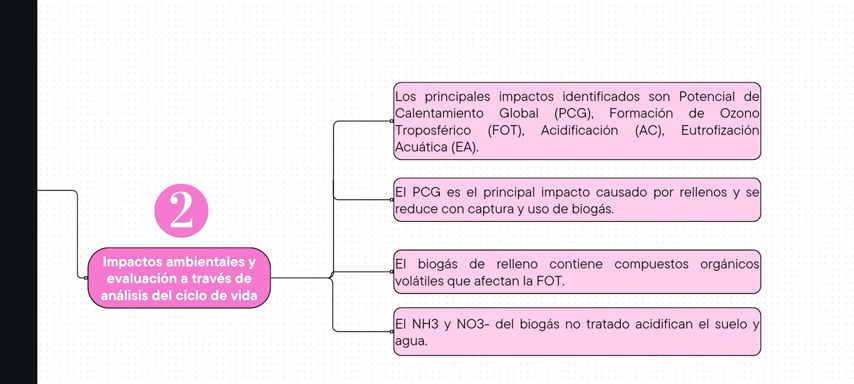 2
Impactos ambientales y
evaluación a través de
análisis del ciclo de vida
Los principales impactos identificados son Potencial de
Calentamiento Global (PCG), Formación de Ozono
Troposférico (FOT), Acidificación (AC), Eutrofización
Acuática (EA).
El PCG es el principal impacto causado por rellenos y se
reduce con captura y uso de biogás.
El biogás de relleno contiene compuestos orgánicos
volátiles que afectan la FOT.
El NH3 y NO3- del biogás no tratado acidifican el suelo y
agua.